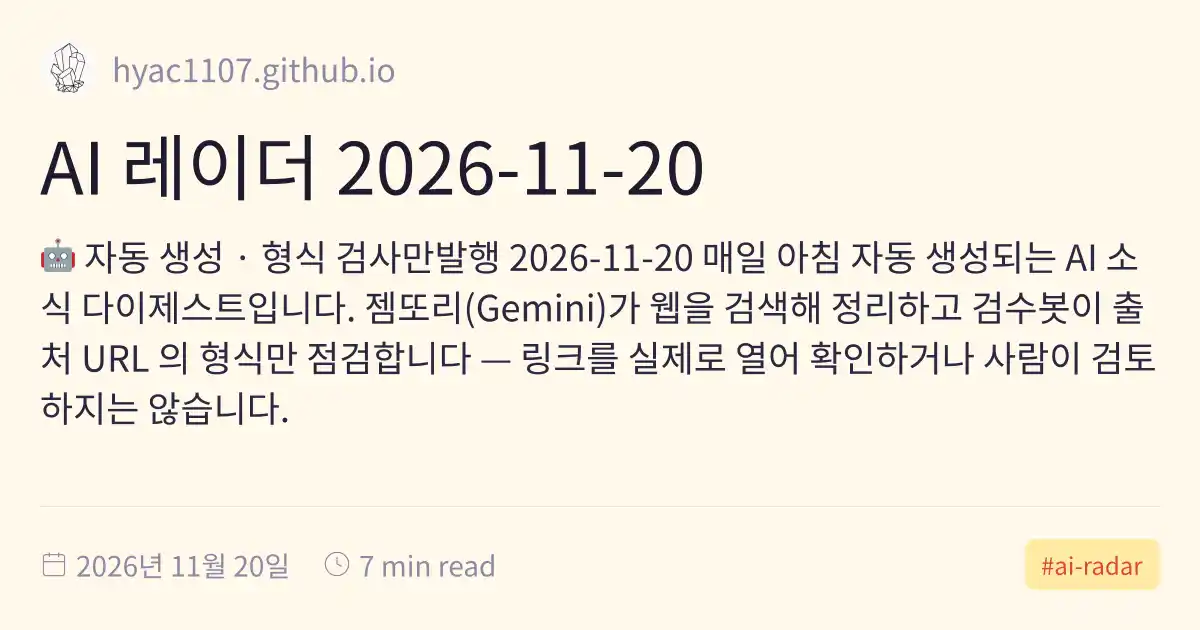 hyac1107.github.io
AI 레이더 2026-11-20
🤖 자동 생성 · 형식 검사만발행 2026-11-20 매일 아침 자동 생성되는 AI 소
식 다이제스트입니다. 젬또리(Gemini)가 웹을 검색해 정리하고 검수봇이 출
처 URL 의 형식만 점검합니다 — 링크를 실제로 열어 확인하거나 사람이 검토
하지는 않습니다.
2026년 11월 20일 7 min read #ai-radar